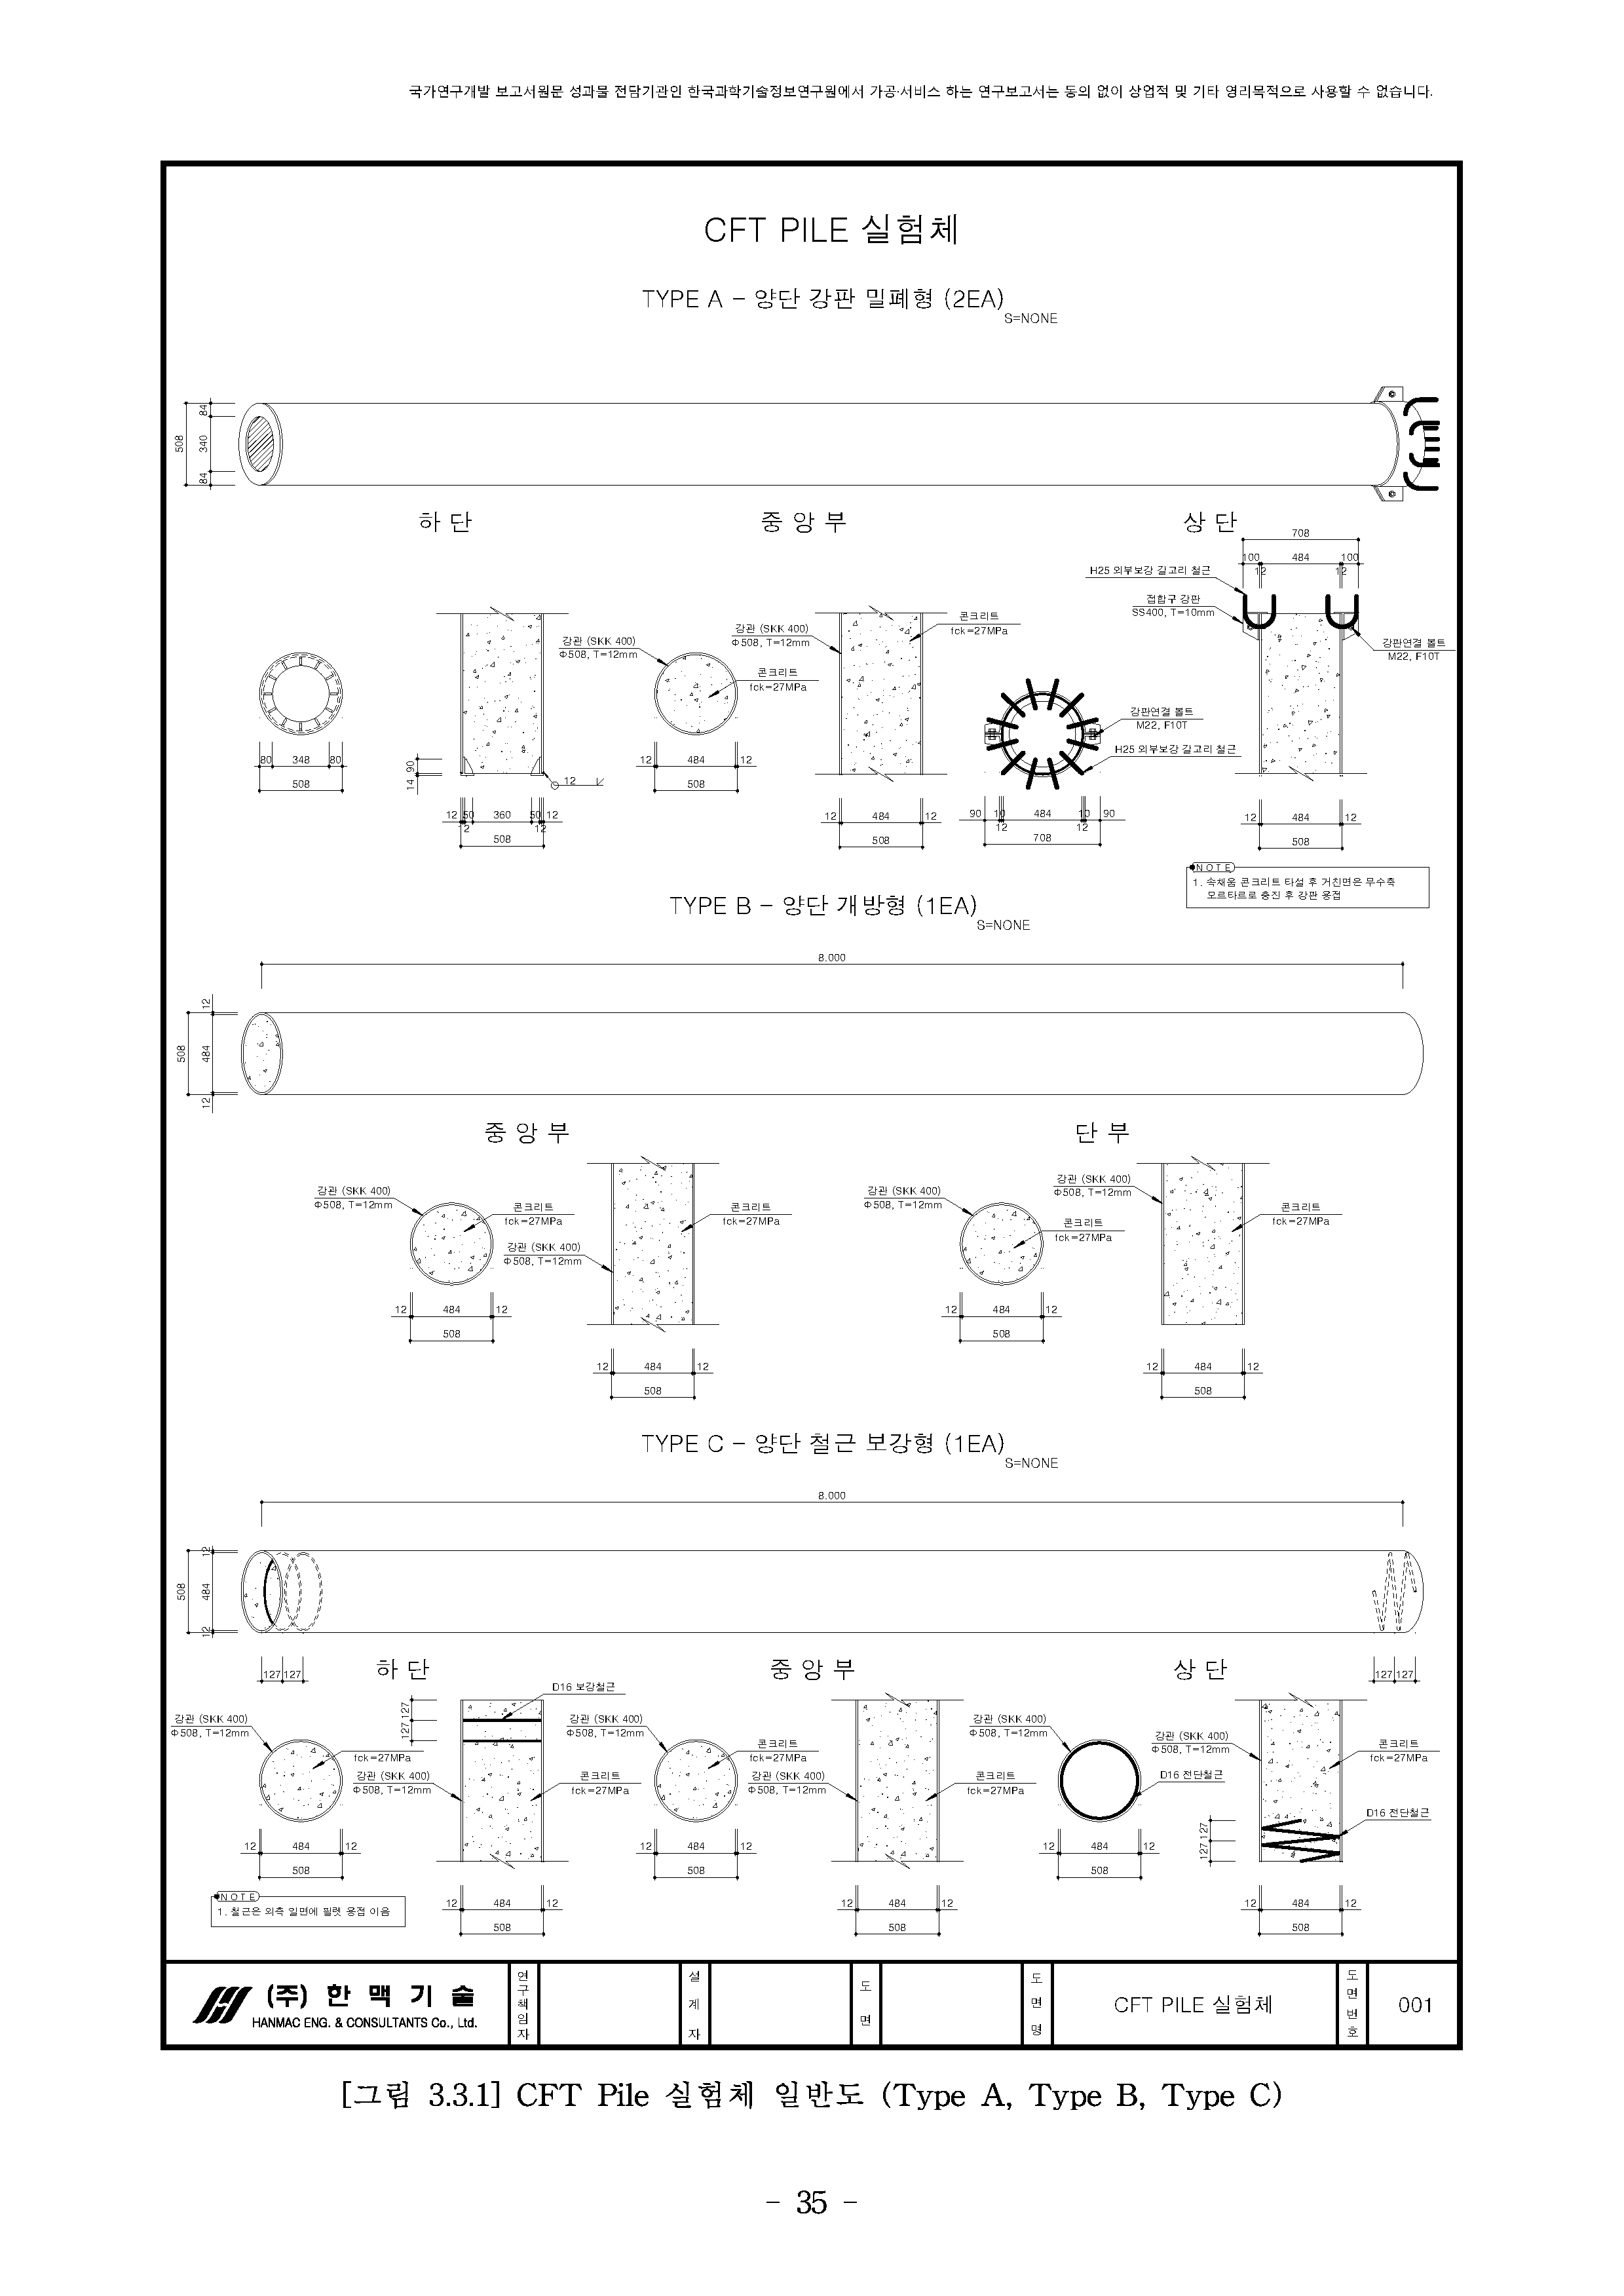 국가연구개발 보고서원문 성과물 전담기관인 한국과학기술정보연구원에서 가공·서비스 하는 연구보고서는 동의 없이 상업적 및 기타 영리목적으로 사용할 수 없습니다.
CFT PILE 실험체
TYPE A - 양단 강판 밀폐형 (2EA)
S=NONE
508
84
340
84
하 단
중 앙 부
상 단
708
100 484 100
12 12
H25 외부보강 갈고리 철근
접합구 강판
SS400, T=10mm
강판연결 볼트
M22, F10T
강관 (SKK 400)
Φ508, T=12mm
강관 (SKK 400)
Φ508, T=12mm
콘크리트
fck=27MPa
콘크리트
fck=27MPa
강판연결 볼트
M22, F10T
H25 외부보강 갈고리 철근
80 348 80
508
90
14
12
12 50 360 50 12
12 12
508
12 484 12
508
12 484 12
508
90 10 484 10 90
12 12
708
12 484 12
508
NOTE
1. 속채움 콘크리트 타설 후 거친면은 무수축
모르타르로 충진 후 강판 용접
TYPE B - 양단 개방형 (1EA)
S=NONE
8.000
12
508
484
12
중 앙 부
단 부
강관 (SKK 400)
Φ508, T=12mm
콘크리트
fck=27MPa
강관 (SKK 400)
Φ508, T=12mm
콘크리트
fck=27MPa
강관 (SKK 400)
Φ508, T=12mm
강관 (SKK 400)
Φ508, T=12mm
콘크리트
fck=27MPa
콘크리트
fck=27MPa
12 484 12
508
12 484 12
508
12 484 12
508
12 484 12
508
TYPE C - 양단 철근 보강형 (1EA)
S=NONE
8.000
12
508
484
12
127 127
하 단
중 앙 부
상 단
127 127
D16 보강철근
127 127
강관 (SKK 400)
Φ508, T=12mm
fck=27MPa
강관 (SKK 400)
Φ508, T=12mm
콘크리트
fck=27MPa
강관 (SKK 400)
Φ508, T=12mm
콘크리트
fck=27MPa
강관 (SKK 400)
Φ508, T=12mm
콘크리트
fck=27MPa
강관 (SKK 400)
Φ508, T=12mm
D16 전단철근
강관 (SKK 400)
Φ508, T=12mm
콘크리트
fck=27MPa
D16 전단철근
127 127
12 484 12
508
12 484 12
508
12 484 12
508
12 484 12
508
12 484 12
508
12 484 12
508
NOTE
1. 철근은 외측 일면에 필렛 용접 이음
(주) 한 맥 기 술
HANMAC ENG. & CONSULTANTS Co., Ltd.
연구책임자
설 계 자
도 면
도 면 명
CFT PILE 실험체
도 면 번 호
001
[그림 3.3.1] CFT Pile 실험체 일반도 (Type A, Type B, Type C)
- 35 -